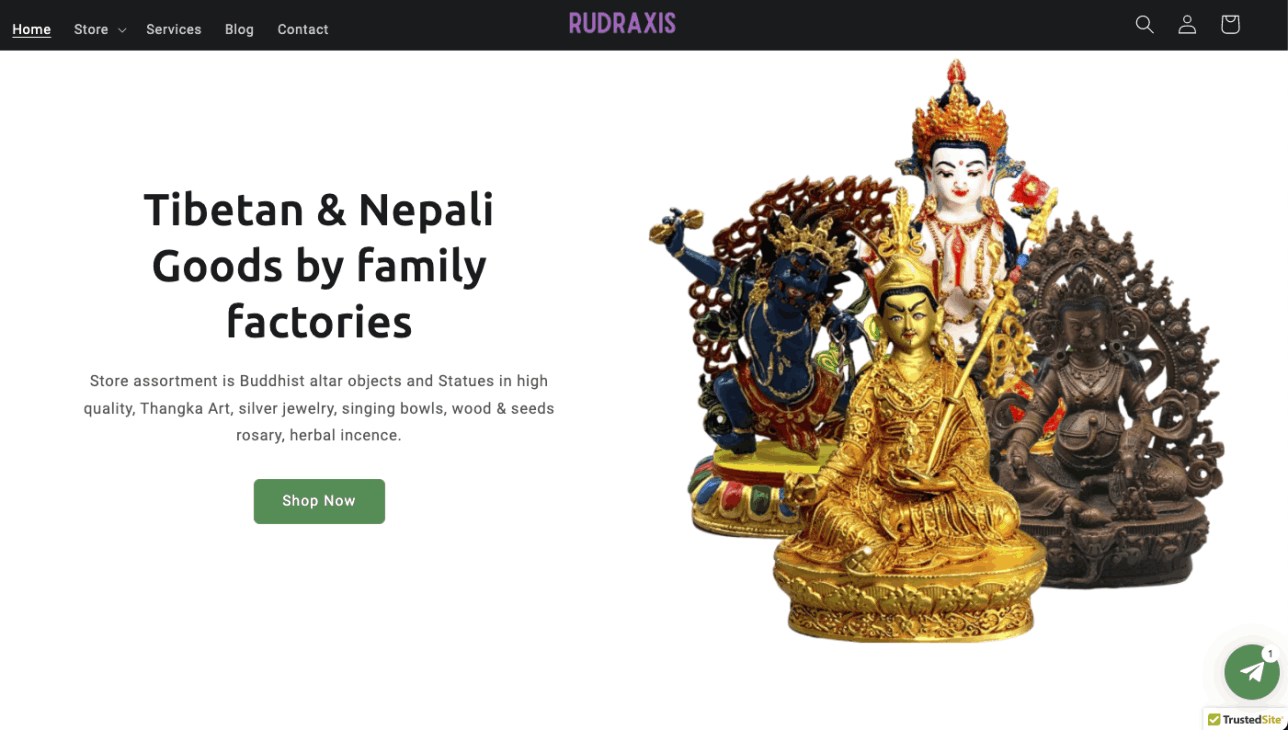 Home Store Services Blog Contact
RUDRAXIS
Tibetan & Nepali
Goods by family
factories
Store assortment is Buddhist altar objects and Statues in high
quality, Thangka Art, silver jewelry, singing bowls, wood & seeds
rosary, herbal incence.
Shop Now
1
TrustedSite